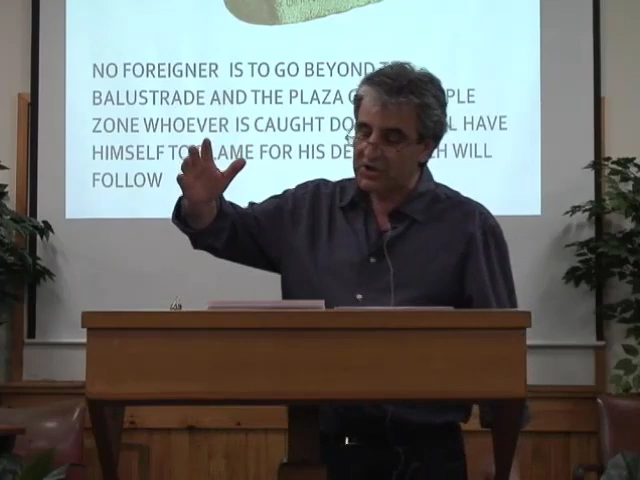 NO FOREIGNER IS TO GO BEYOND
BALUSTRADE AND THE PLAZA
ZONE WHOEVER IS CAUGHT HAVE
HIMSELF TO FOR HIS WILL
FOLLOW